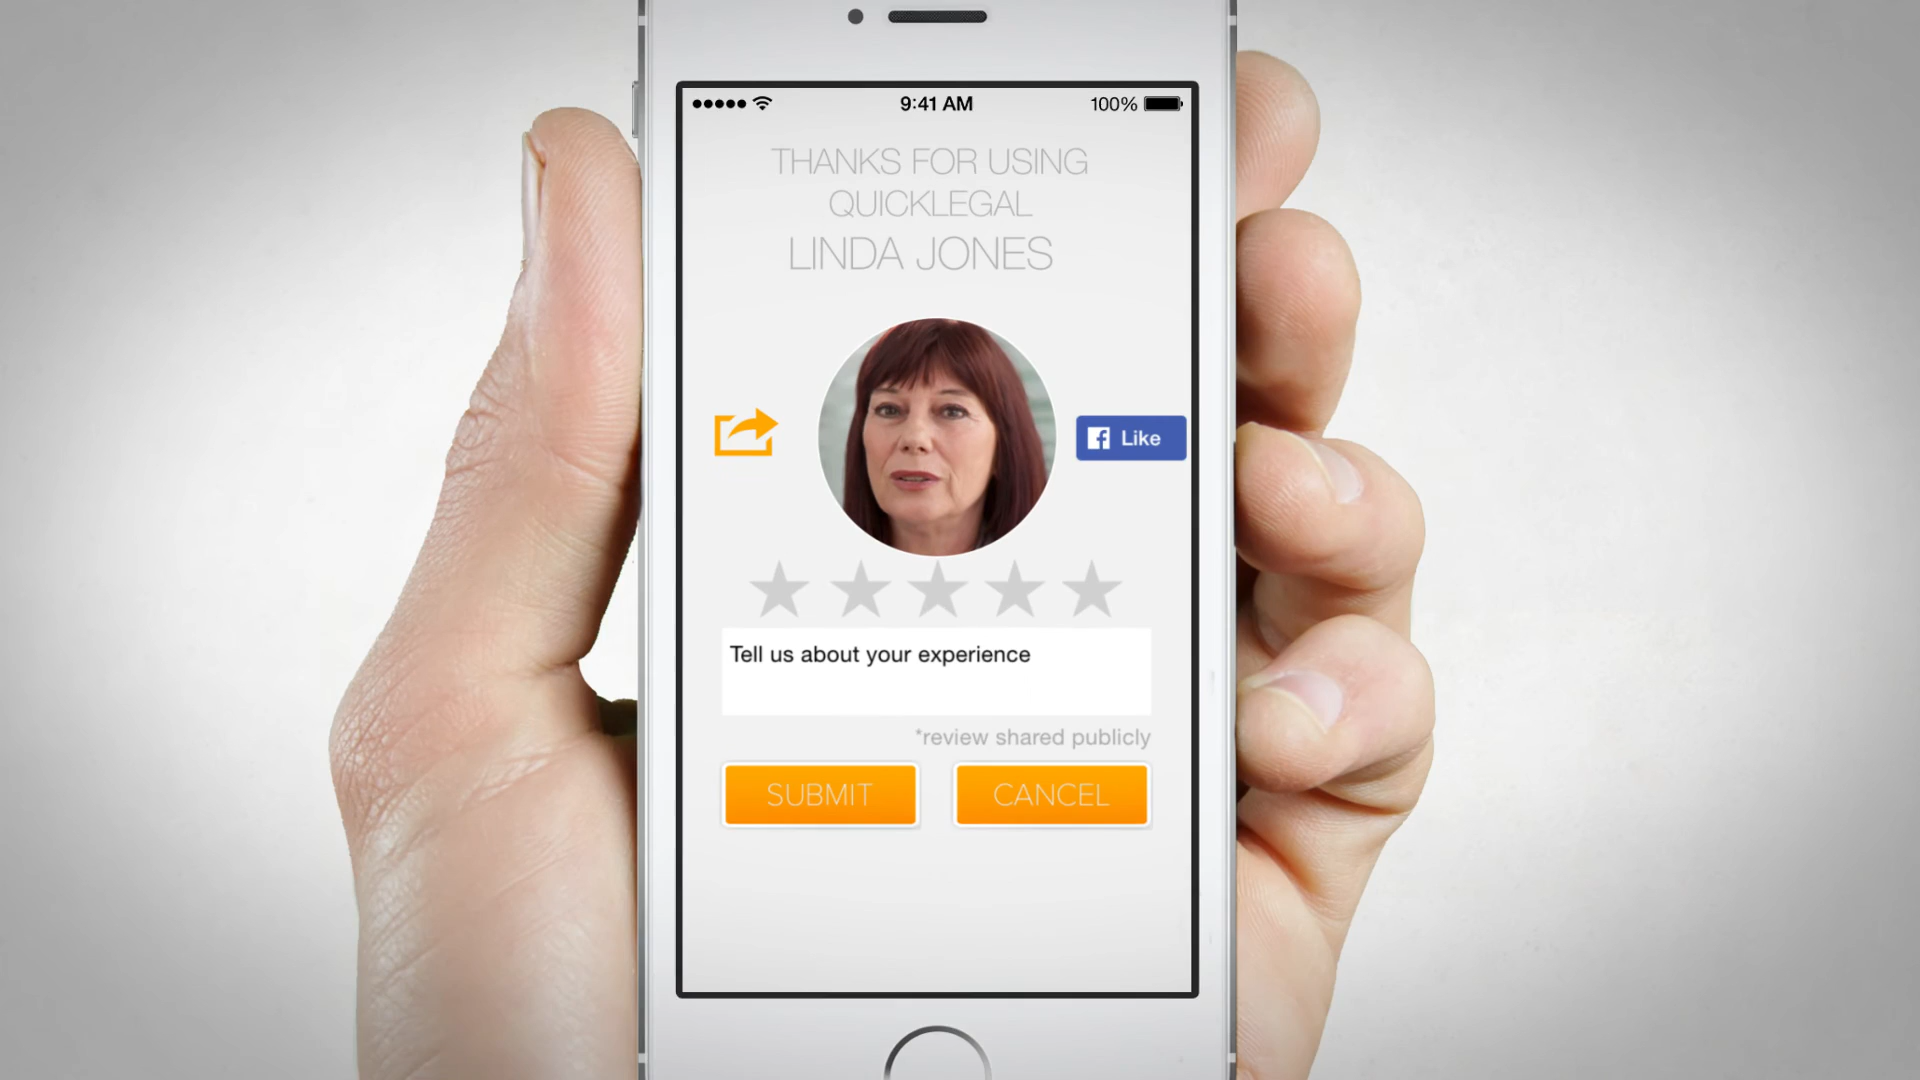 9:41 AM
100%
THANKS FOR USING
QUICKLEGAL
LINDA JONES
Like
Tell us about your experience
*review shared publicly
SUBMIT
CANCEL